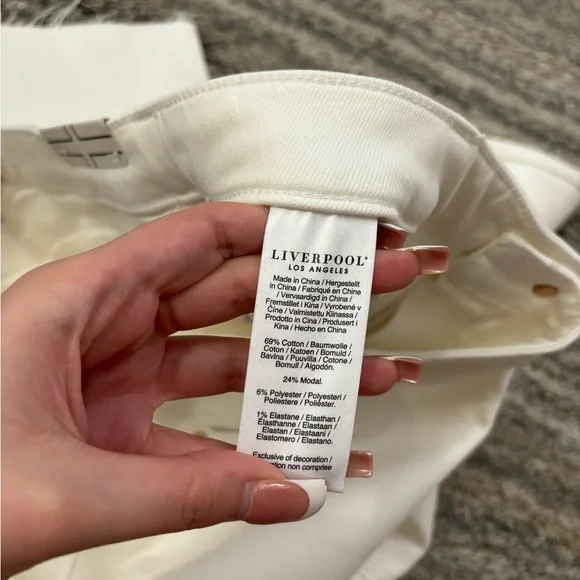 LIVERPOOL®
LOS ANGELES
Made in China / Hergestellt
in China / Fabriqué en Chine
/ Vervaardigd in China /
Fremstillet i Kina / Vyrobené v
Číne / Valmistettu Kiinassa /
Prodotto in Cina / Produsert i
Kina / Hecho en China
69% Cotton / Baumwolle /
Coton / Katoen / Bomuld /
Bavlna / Puuvilla / Cotone /
Bomull / Algodón.
24% Modal.
6% Polyester / Polyesteri /
Poliestere / Poliéster.
1% Elastane / Elasthan /
Élasthanne / Elastaan /
Elastan / Elastaani /
Elastomero / Elastano.
Exclusive of decoration /
non comprise